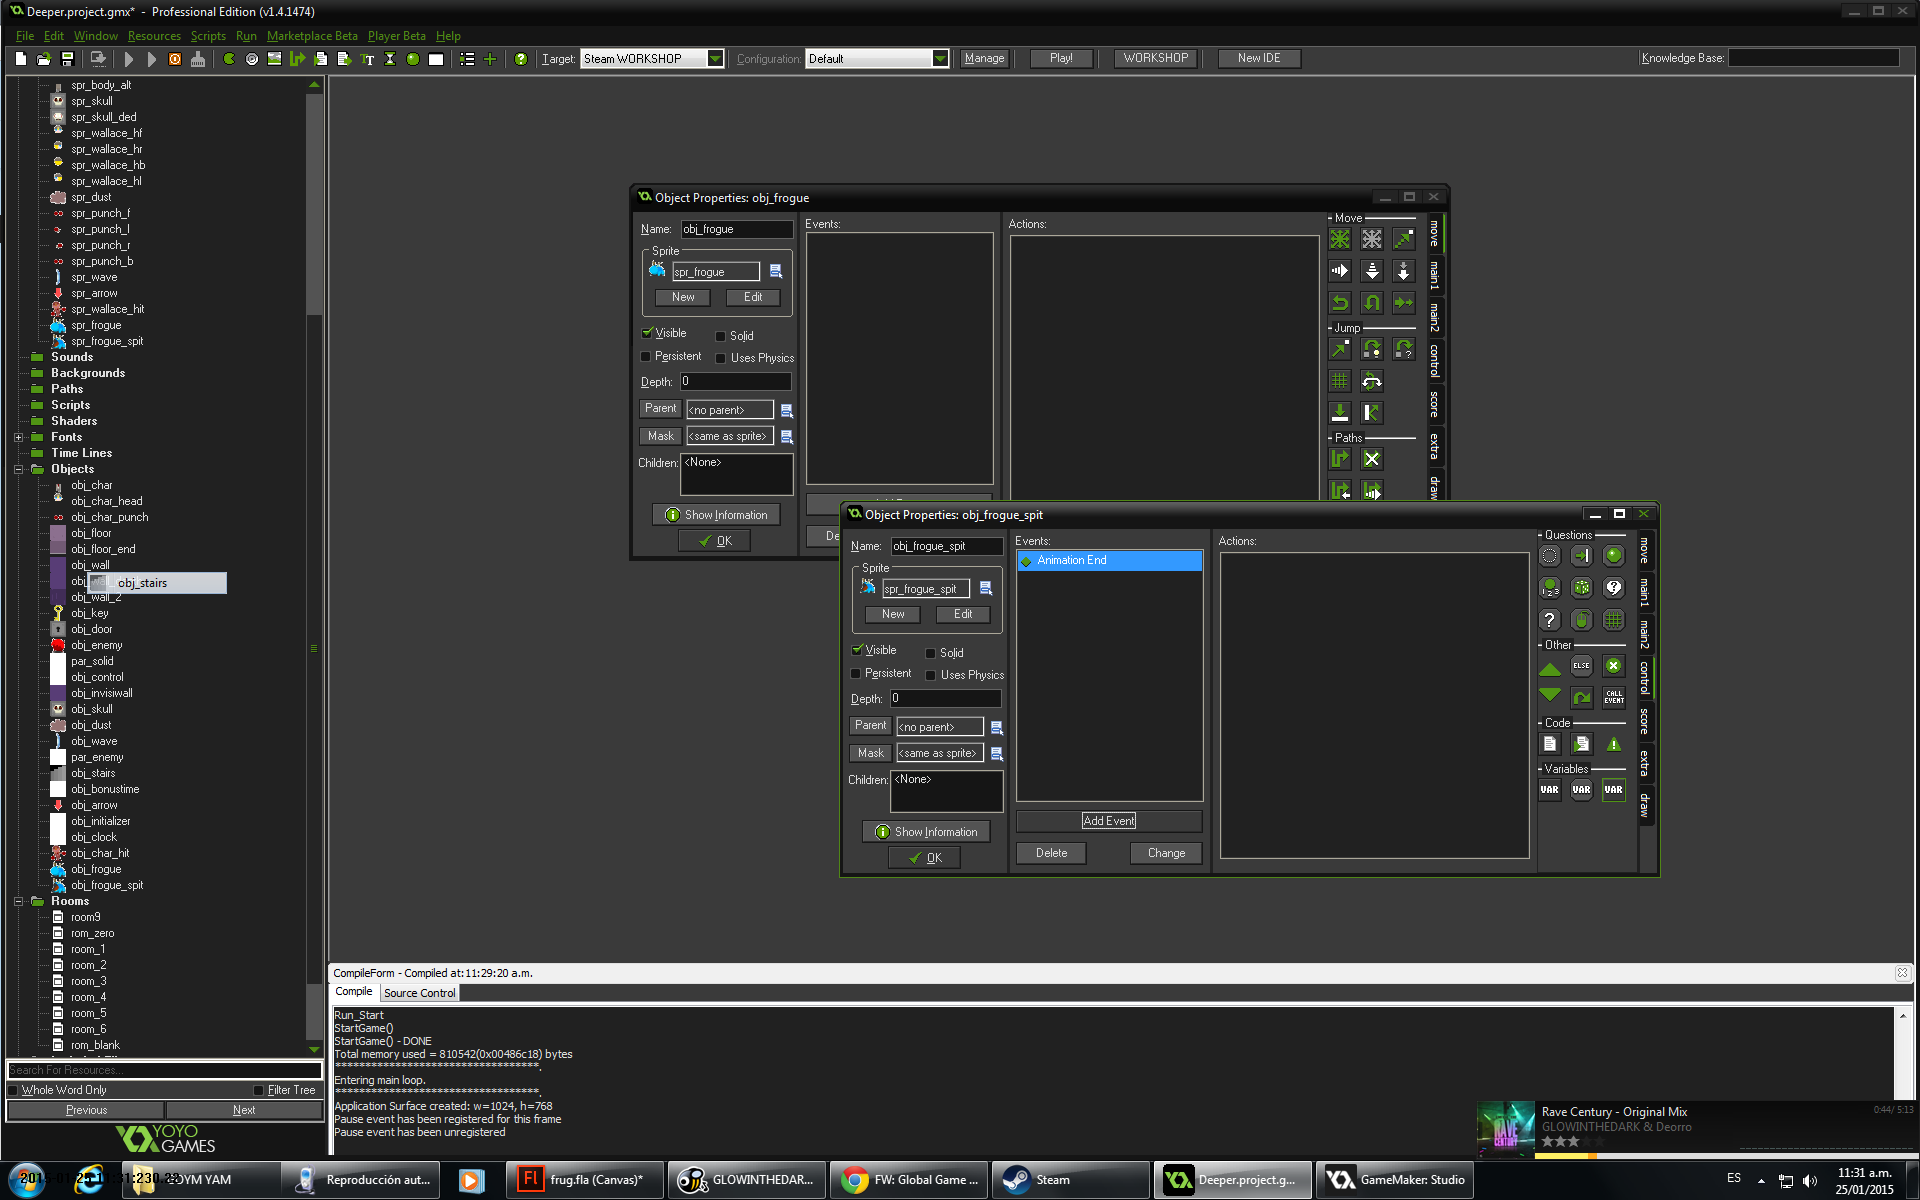 Deeper.project.gmx* - Professional Edition (v1.4.1474)
File Edit Window Resources Scripts Run Marketplace Beta Player Beta Help
Target: Steam WORKSHOP Configuration: Default Manage Play! WORKSHOP New IDE Knowledge Base:
spr_body_alt
spr_skull
spr_skull_ded
spr_wallace_hf
spr_wallace_hr
spr_wallace_hb
spr_wallace_hl
spr_dust
spr_punch_f
spr_punch_l
spr_punch_r
spr_punch_b
spr_wave
spr_arrow
spr_wallace_hit
spr_frogue
spr_frogue_spit
Sounds
Backgrounds
Paths
Scripts
Shaders
Fonts
Time Lines
Objects
obj_char
obj_char_head
obj_char_punch
obj_floor
obj_floor_end
obj_wall
obj_stairs
obj_wall_2
obj_key
obj_door
obj_enemy
par_solid
obj_control
obj_invisiwall
obj_skull
obj_dust
obj_wave
par_enemy
obj_stairs
obj_bonustime
obj_arrow
obj_initializer
obj_clock
obj_char_hit
obj_frogue
obj_frogue_spit
Rooms
room9
rom_zero
room_1
room_2
room_3
room_4
room_5
room_6
rom_blank
Search For Resources...
Whole Word Only Filter Tree
Previous Next
YOYO GAMES
Object Properties: obj_frogue
Name: obj_frogue
Sprite
spr_frogue
New Edit
Visible Solid
Persistent Uses Physics
Depth: 0
Parent <no parent>
Mask <same as sprite>
Children: <None>
Show Information
OK
Events:
De
Actions:
Move
Jump
Paths
move
main1
main2
control
score
extra
draw
Object Properties: obj_frogue_spit
Name: obj_frogue_spit
Sprite
spr_frogue_spit
New Edit
Visible Solid
Persistent Uses Physics
Depth: 0
Parent <no parent>
Mask <same as sprite>
Children: <None>
Show Information
OK
Events:
Animation End
Add Event
Delete Change
Actions:
Questions
Other
ELSE
CALL EVENT
Code
Variables
VAR VAR VAR
move
main1
main2
control
score
extra
draw
CompileForm - Compiled at: 11:29:20 a.m.
Compile Source Control
Run_Start
StartGame()
StartGame() - DONE
Total memory used = 810542(0x00486c18) bytes
**********************************.
Entering main loop.
**********************************.
Application Surface created: w=1024, h=768
Pause event has been registered for this frame
Pause event has been unregistered
RAVE CENTURY
Rave Century - Original Mix 0:44/ 5:13
GLOWINTHEDARK & Deorro
YAM Reproducción aut... frug.fla (Canvas)* GLOWINTHEDAR... FW: Global Game ... Steam Deeper.project.g... GameMaker: Studio
ES 11:31 a.m.
25/01/2015